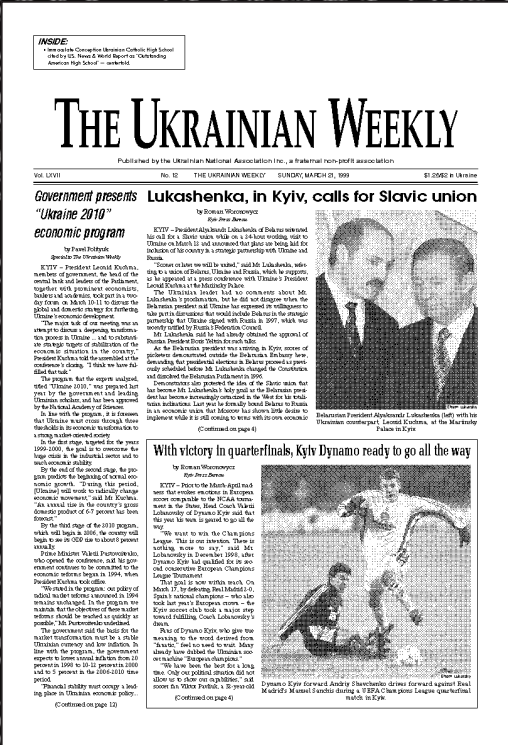 INSIDE:
• Immaculate Conception Ukrainian Catholic High School
cited by U.S. News & World Report as "Outstanding
American High School" — centerfold.
THE UKRAINIAN WEEKLY
Published by the Ukrainian National Association Inc., a fraternal non-profit association
Vol. LXVII No. 12 THE UKRAINIAN WEEKLY SUNDAY, MARCH 21, 1999 $1.25/$2 in Ukraine
Government presents
"Ukraine 2010"
economic program
by Pavel Polityuk
Special to The Ukrainian Weekly
KYIV – President Leonid Kuchma,
members of government, the head of the
central bank and leaders of the Parliament,
together with prominent economists,
bankers and academics, took part in a two-
day forum on March 10-11 to discuss the
global and domestic strategy for furthering
Ukraine's economic development.
"The major task of our meeting was an
attempt to discuss a deepening transforma-
tion process in Ukraine ... and to substanti-
ate strategic targets of stabilization of the
economic situation in the country,"
President Kuchma told the assembled at the
conference's closing. "I think we have ful-
filled that task."
The program that the experts analyzed,
titled "Ukraine 2010," was prepared last
year by the government and leading
Ukrainian scholars, and has been approved
by the National Academy of Sciences.
In line with the program, it is foreseen
that Ukraine must cross through three
thresholds in its economic transformation to
a strong market-oriented society.
In the first stage, targeted for the years
1999-2000, the goal is to overcome the
huge crisis in the industrial sector and to
reach economic stability.
By the end of the second stage, the pro-
gram predicts the beginning of normal eco-
nomic growth. "During this period,
[Ukraine] will work to radically change
economic movement," said Mr. Kuchma.
"An annual rise in the country's gross
domestic product of 6-7 percent has been
forecast."
By the third stage of the 2010 program,
which will begin in 2006, the country will
begin to see its GDP rise to about 8 percent
annually.
Prime Minister Valerii Pustovoitenko,
who opened the conference, said his gov-
ernment continues to be committed to the
economic reforms begun in 1994, when
President Kuchma took office.
"We stated in the program: our policy of
radical market reforms announced in 1994
remains unchanged. In the program we
maintain that the objectives of these market
reforms should be reached as quickly as
possible," Mr. Pustovoitenko underlined.
The government said the basis for the
market transformation must be a stable
Ukrainian currency and low inflation. In
line with the program, the government
expects to lower annual inflation from 20
percent in 1998 to 10-12 percent in 2000
and to 5 percent in the 2006-2010 time
period.
"Financial stability must occupy a lead-
ing place in Ukrainian economic policy...
(Continued on page 12)
Lukashenka, in Kyiv, calls for Slavic union
by Roman Woronowycz
Kyiv Press Bureau
KYIV – President Alyaksandr Lukashenka of Belarus reiterated
his call for a Slavic union while on a 24-hour working visit to
Ukraine on March 12 and announced that plans are being laid for
inclusion of his country in a strategic partnership with Ukraine and
Russia.
"Sooner or later we will be united," said Mr. Lukashenka, refer-
ring to a union of Belarus, Ukraine and Russia, which he supports,
as he appeared at a press conference with Ukraine's President
Leonid Kuchma at the Mariinsky Palace.
The Ukrainian leader had no comments about Mr.
Lukashenka's proclamation, but he did not disagree when the
Belarusian president said Ukraine has expressed its willingness to
take part in discussions that would include Belarus in the strategic
partnership that Ukraine signed with Russia in 1997, which was
recently ratified by Russia's Federation Council.
Mr. Lukashenka said he had already obtained the approval of
Russian President Boris Yeltsin for such talks.
As the Belarusian president was arriving in Kyiv, scores of
picketers demonstrated outside the Belarusian Embassy here,
demanding that presidential elections in Belarus proceed as previ-
ously scheduled before Mr. Lukashenka changed the Constitution
and dissolved the Belarusian Parliament in 1996.
Demonstrators also protested the idea of the Slavic union that
has become Mr. Lukashenka's holy grail as the Belarusian presi-
dent has become increasingly ostracized in the West for his totali-
tarian inclinations. Last year he formally bound Belarus to Russia
in an economic union that Moscow has shown little desire to
implement while it is still coming to terms with its own economic
(Continued on page 4)
Belarusian President Alyaksandr Lukashenka (left) with his
Ukrainian counterpart, Leonid Kuchma, at the Mariinsky
Palace in Kyiv.
With victory in quarterfinals, Kyiv Dynamo ready to go all the way
by Roman Woronowycz
Kyiv Press Bureau
KYIV – Prior to the March-April mad-
ness that evokes emotions in European
soccer comparable to the NCAA tourna-
ment in the States, Head Coach Valerii
Lobanovsky of Dynamo Kyiv said that
this year his team is geared to go all the
way.
"We want to win the Champions
League. This is our intention. There is
nothing more to say," said Mr.
Lobanovsky in December 1998, after
Dynamo Kyiv had qualified for its sec-
ond consecutive European Champions
League Tournament.
That goal is now within reach. On
March 17, by defeating Real Madrid 2-0,
Spain's national champions – who also
took last year's European crown – the
Kyiv soccer club took a major step
toward fulfilling Coach Lobanovsky's
dream.
Fans of Dynamo Kyiv, who give true
meaning to the word derived from
"fanatic," feel no need to wait. Many
already have dubbed the Ukrainian soc-
cer machine "European champions."
"We have been the best for a long
time. Only our political situation did not
allow us to show our capabilities," said
soccer fan Viktor Pavliuk, a 52-year-old
(Continued on page 4)
Dynamo Kyiv forward Andriy Shevchenko drives forward against Real
Madrid's Manuel Sanchis during a UEFA Champions League quarterfinal
match in Kyiv.